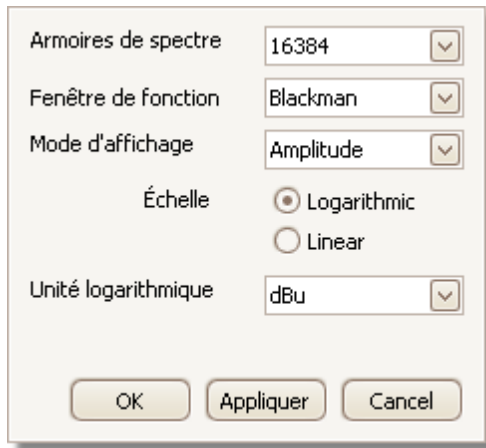 Armoires de spectre 16384
Fenêtre de fonction Blackman
Mode d'affichage Amplitude
Échelle Logarithmic
Linear
Unité logarithmique dBu
OK Appliquer Cancel